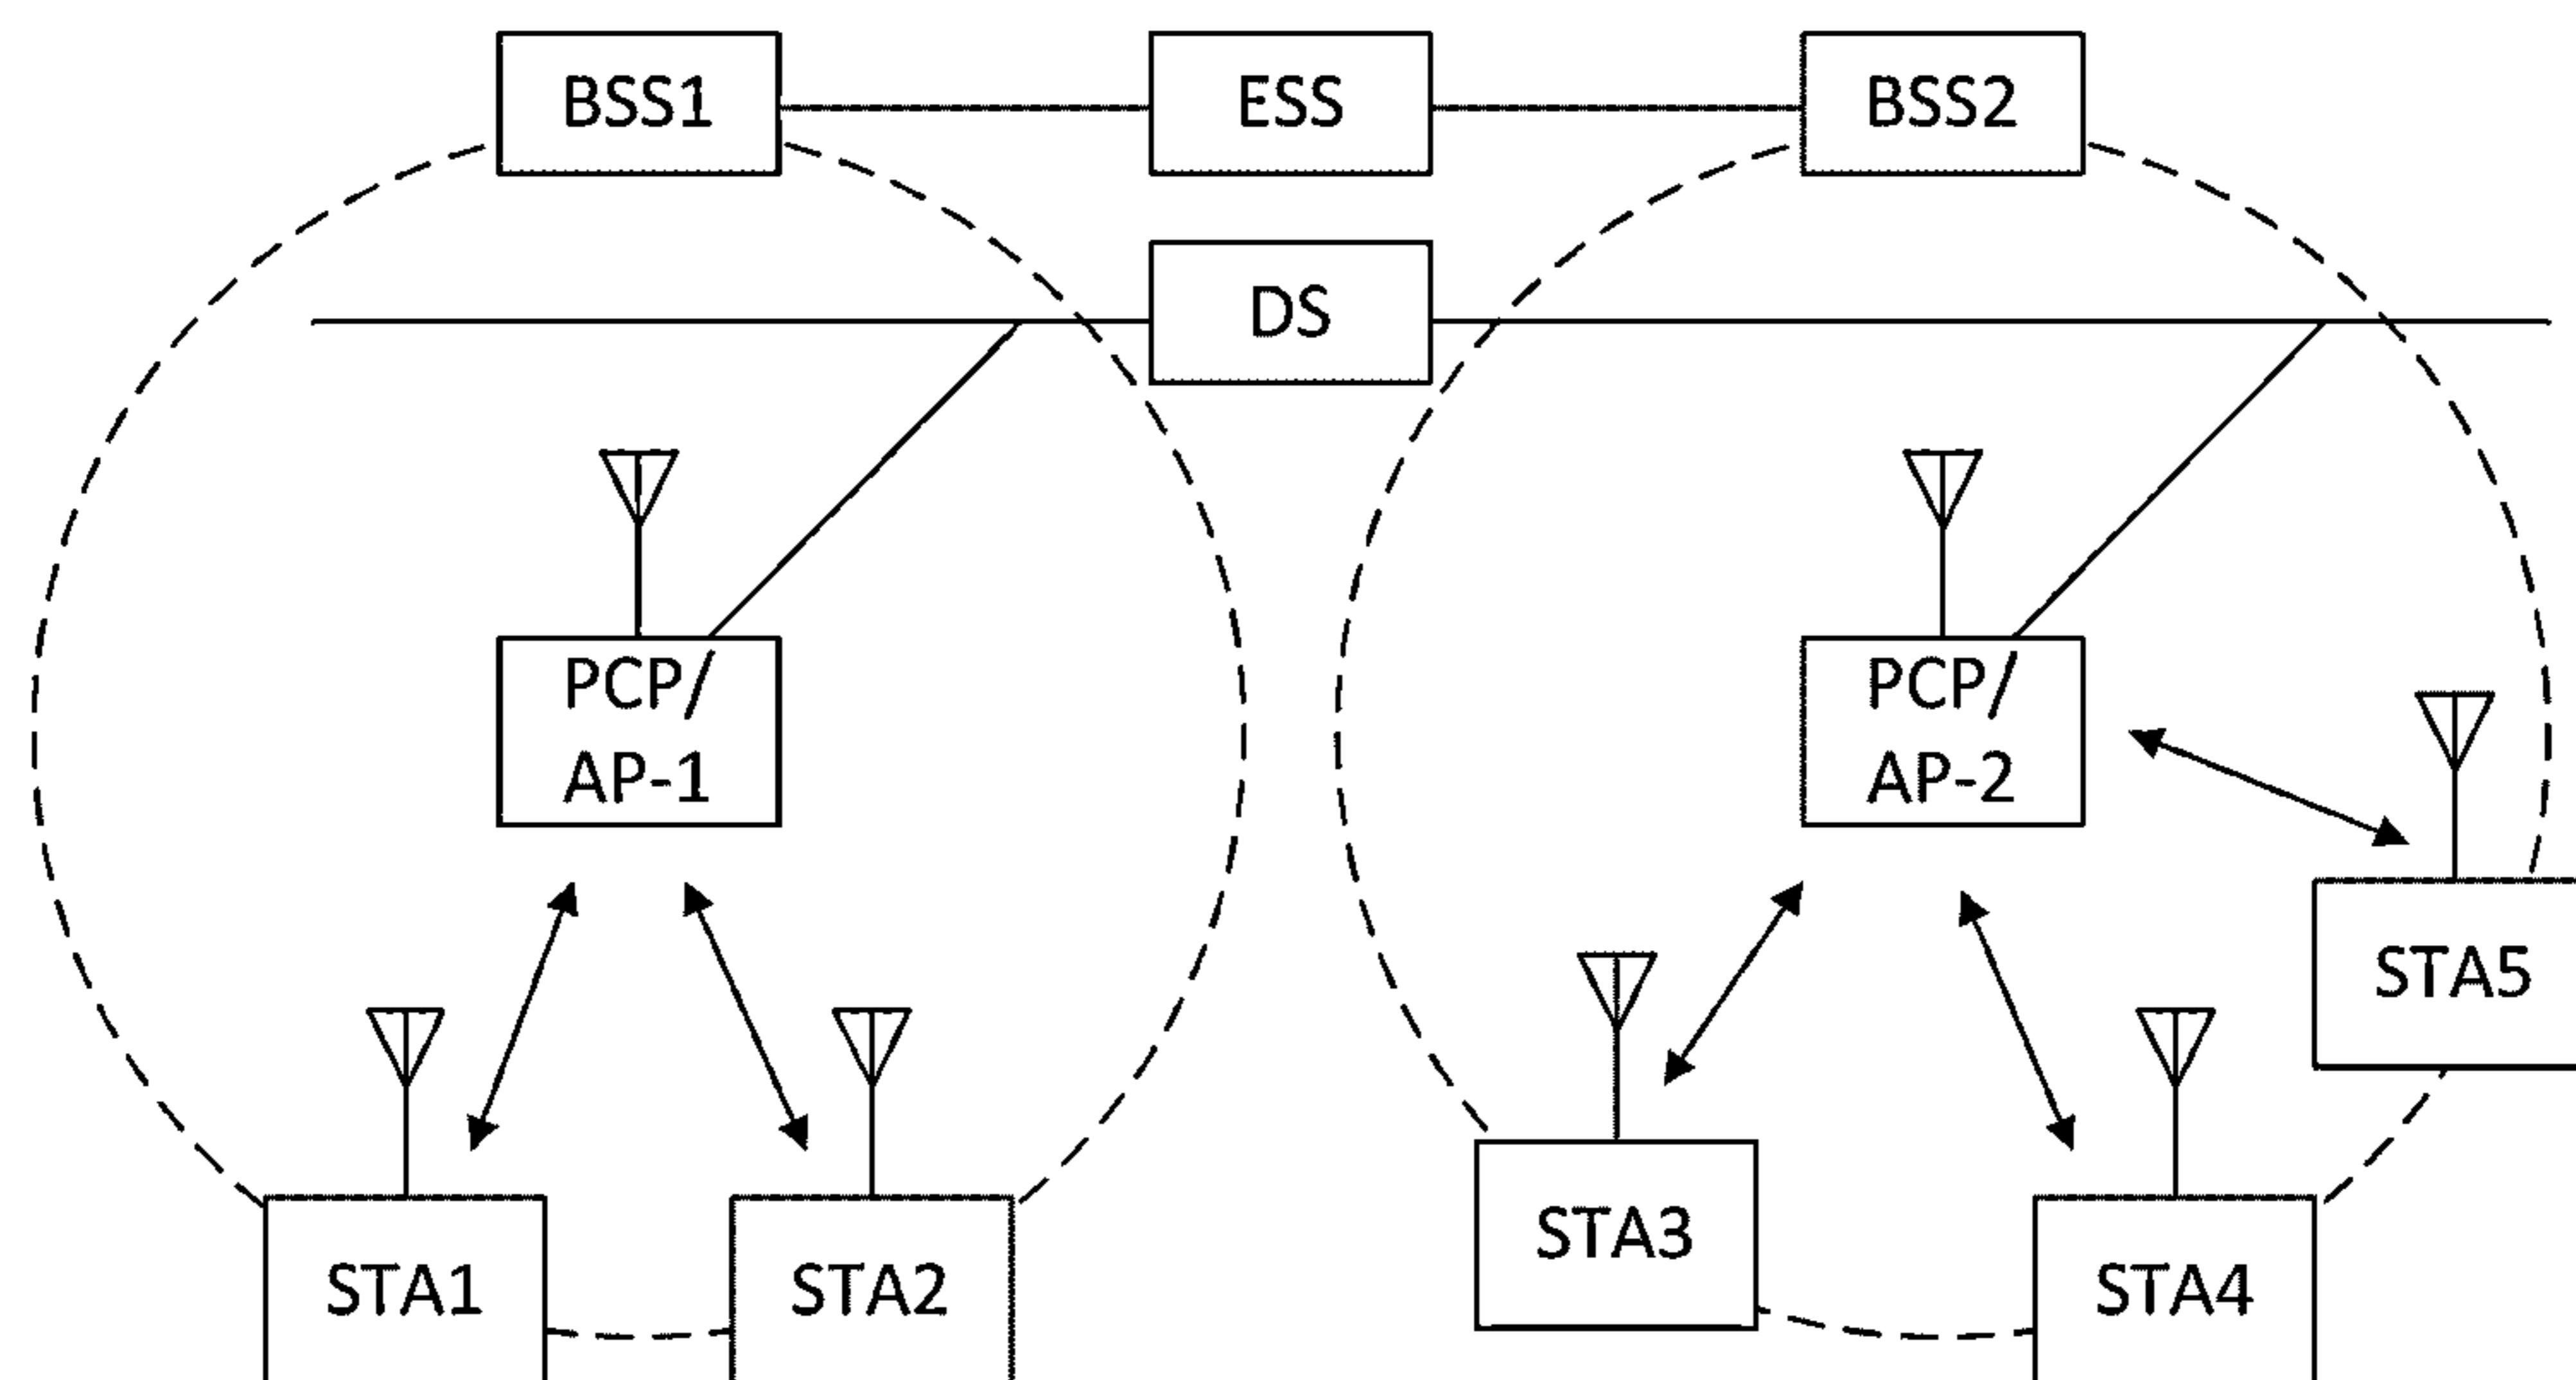 BSS1
ESS
BSS2
DS
PCP/
AP-1
PCP/
AP-2
STA5
STA3
STA1
STA2
STA4